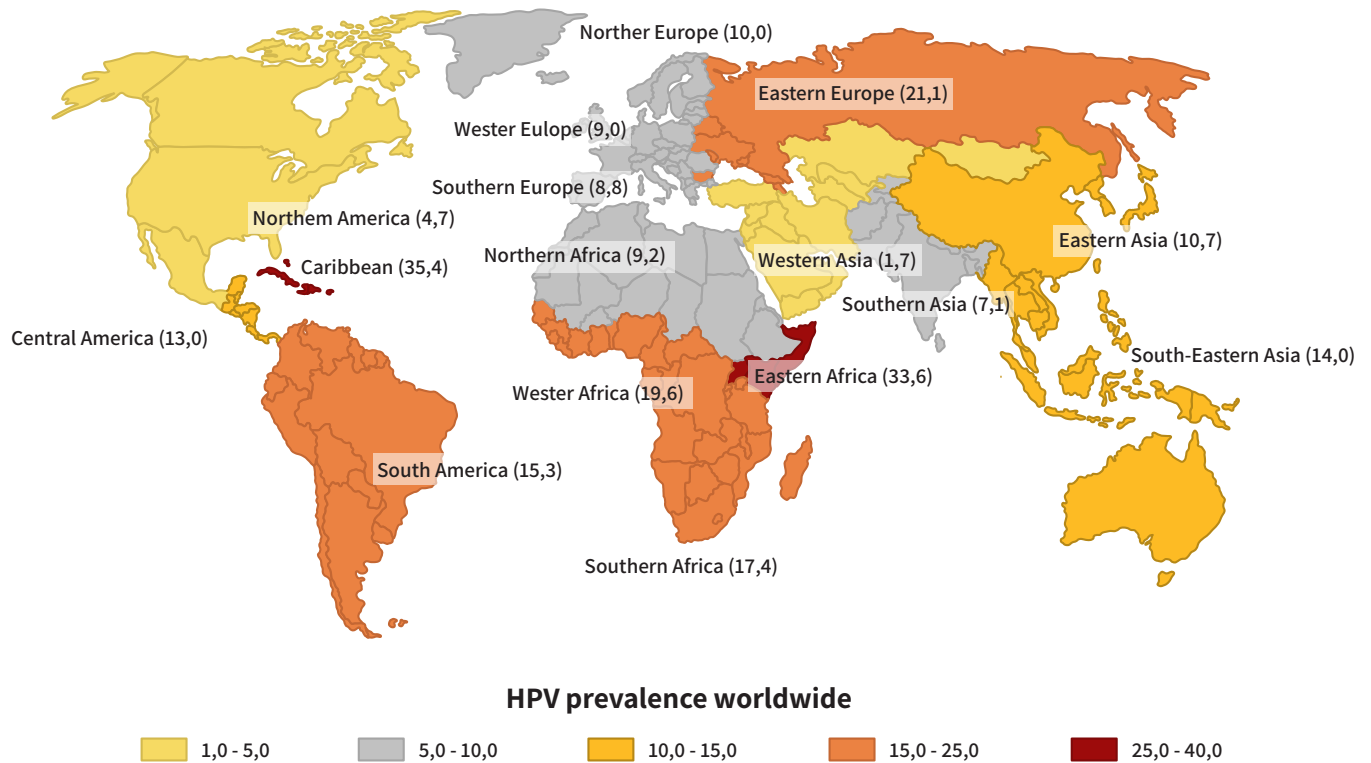 Norther Europe (10,0)
Eastern Europe (21,1)
Wester Eulope (9,0)
Southern Europe (8,8)
Northem America (4,7)
Eastern Asia (10,7)
Northern Africa (9,2)
Western Asia (1,7)
Caribbean (35,4)
Southern Asia (7,1)
Central America (13,0)
South-Eastern Asia (14,0)
Eastern Africa (33,6)
Wester Africa (19,6)
South America (15,3)
Southern Africa (17,4)
HPV prevalence worldwide
1,0 - 5,0
5,0 - 10,0
10,0 - 15,0
15,0 - 25,0
25,0 - 40,0